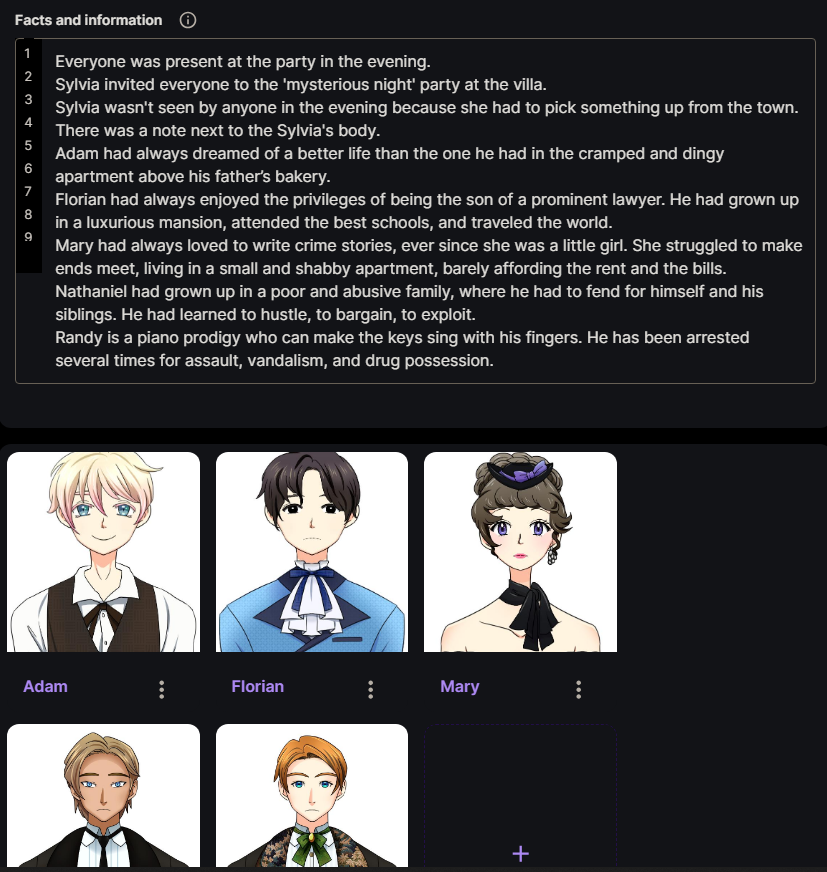 Facts and information
1
2
3
4
5
6
7
8
9
Everyone was present at the party in the evening.
Sylvia invited everyone to the 'mysterious night' party at the villa.
Sylvia wasn't seen by anyone in the evening because she had to pick something up from the town.
There was a note next to the Sylvia's body.
Adam had always dreamed of a better life than the one he had in the cramped and dingy
apartment above his father’s bakery.
Florian had always enjoyed the privileges of being the son of a prominent lawyer. He had grown up
in a luxurious mansion, attended the best schools, and traveled the world.
Mary had always loved to write crime stories, ever since she was a little girl. She struggled to make
ends meet, living in a small and shabby apartment, barely affording the rent and the bills.
Nathaniel had grown up in a poor and abusive family, where he had to fend for himself and his
siblings. He had learned to hustle, to bargain, to exploit.
Randy is a piano prodigy who can make the keys sing with his fingers. He has been arrested
several times for assault, vandalism, and drug possession.
Adam
Florian
Mary